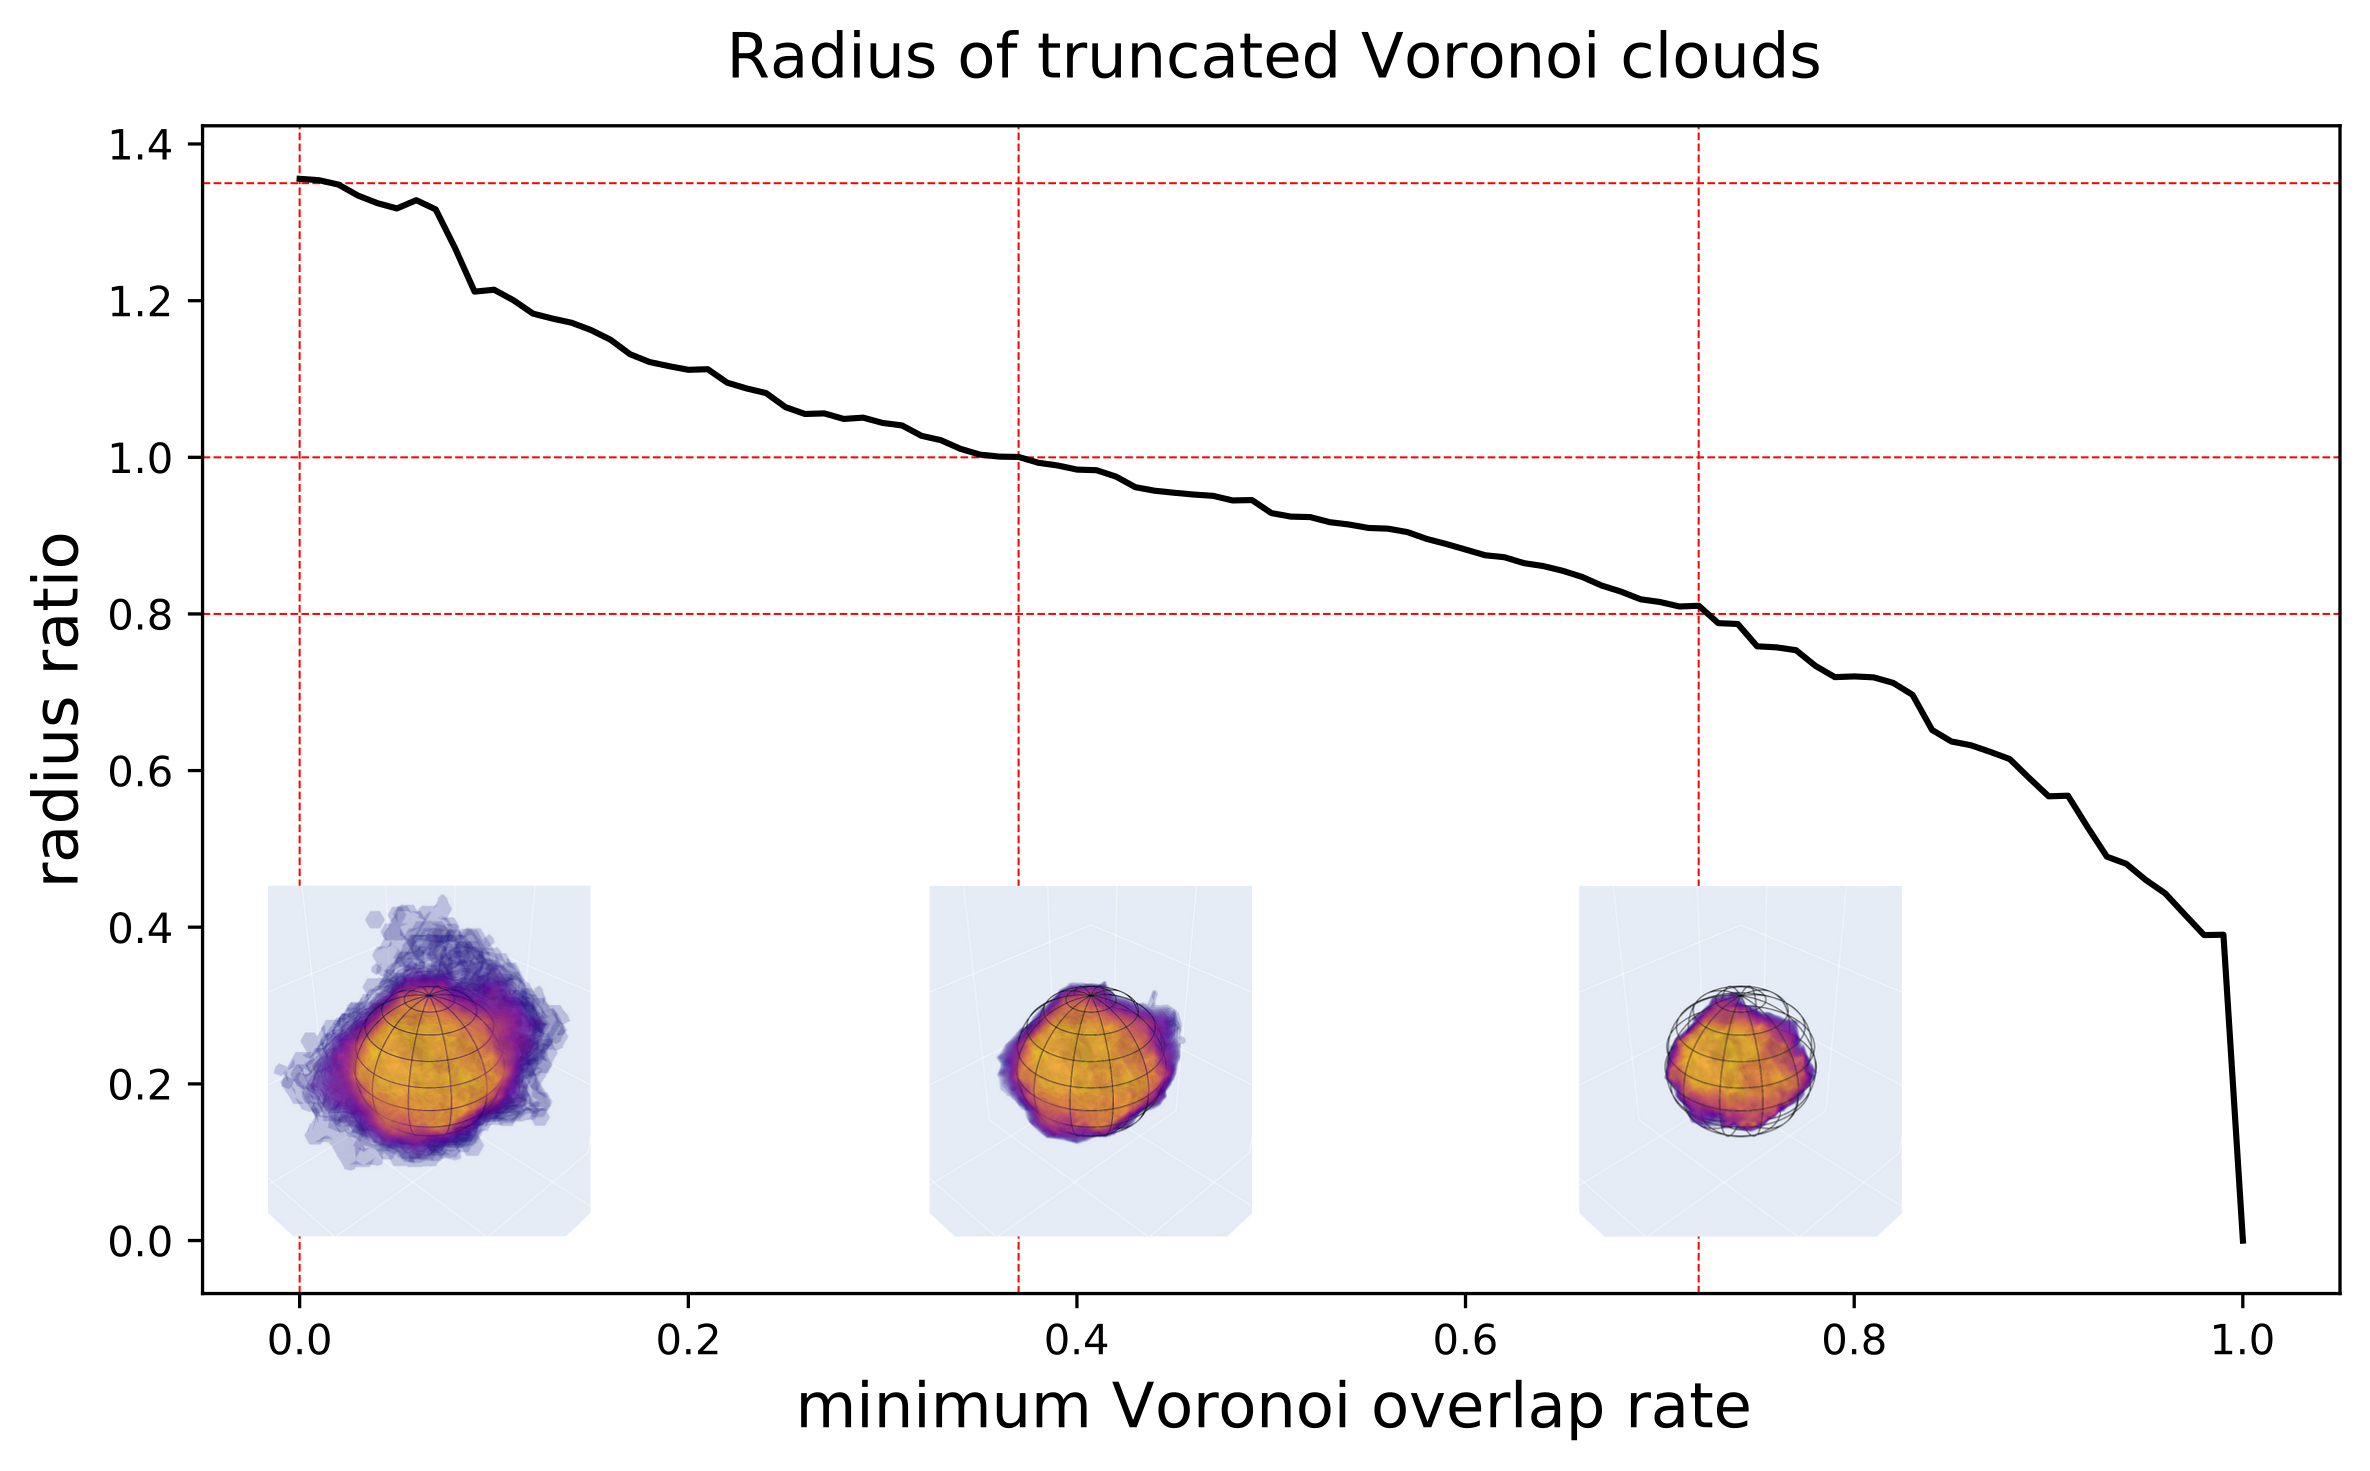 Radius of truncated Voronoi clouds
radius ratio
1.4
1.2
1.0
0.8
0.6
0.4
0.2
0.0
0.0 0.2 0.4 0.6 0.8 1.0
minimum Voronoi overlap rate